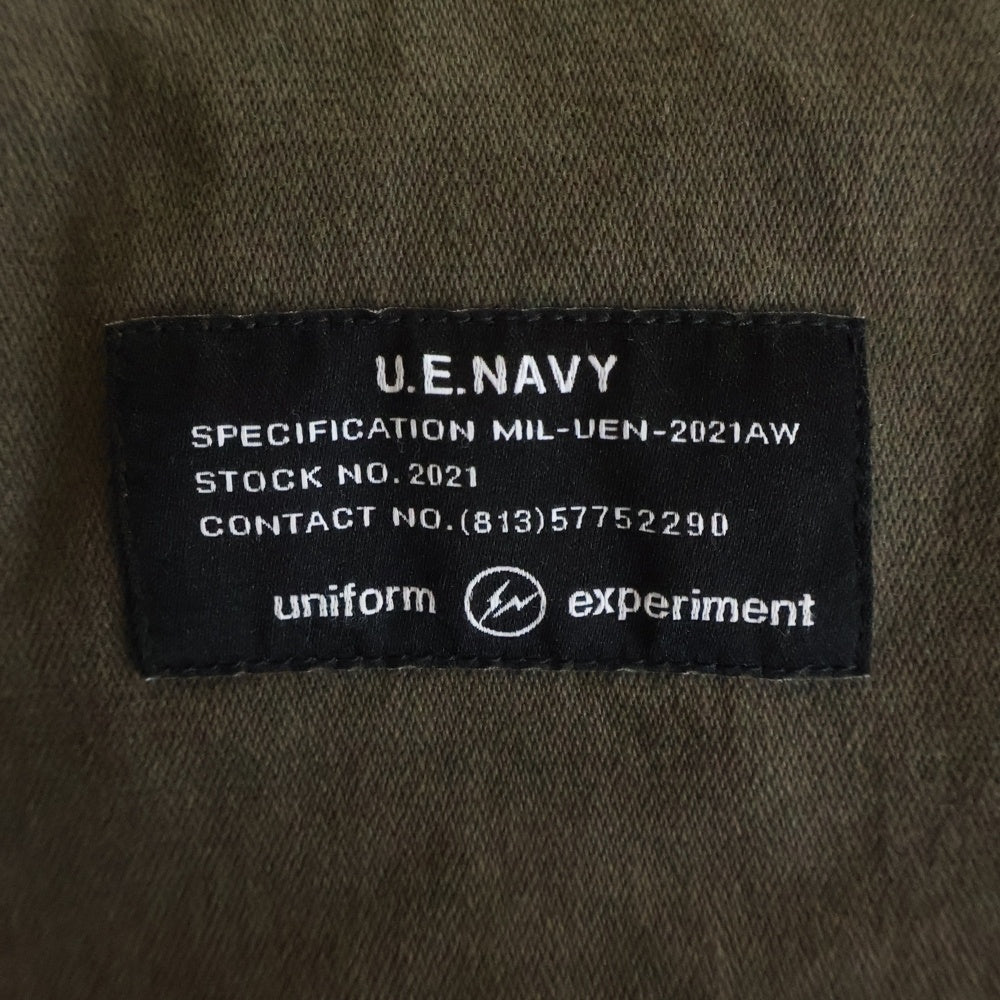 U.E.NAVY
SPECIFICATION MIL-UEN-2021AW
STOCK NO. 2021
CONTACT NO.(813)57752290
uniform experiment